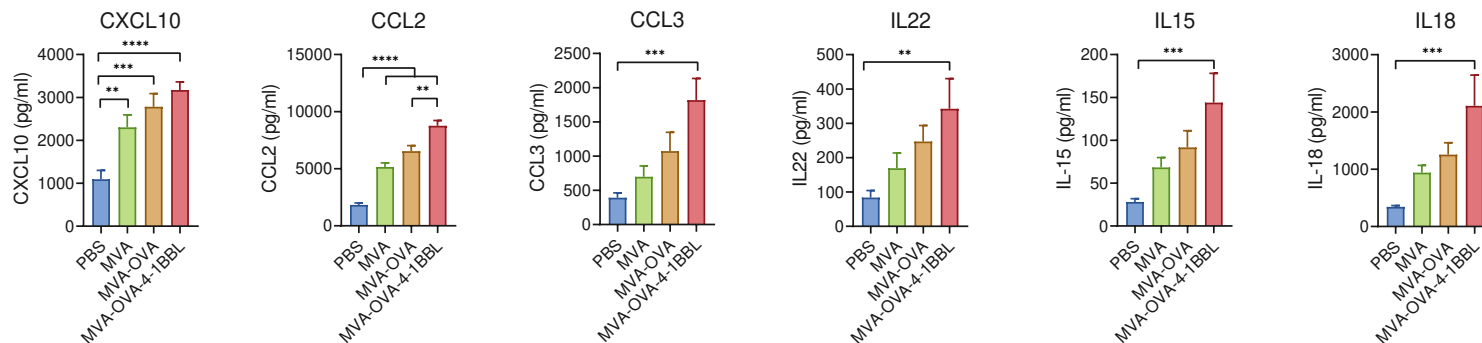 CXCL10
CXCL10 (pg/ml)
4000
3000
2000
1000
0
****
***
**
PBS
MVA
MVA-OVA
MVA-OVA-4-1BBL
CCL2
CCL2 (pg/ml)
15000
10000
5000
0
****
**
PBS
MVA
MVA-OVA
MVA-OVA-4-1BBL
CCL3
CCL3 (pg/ml)
2500
2000
1500
1000
500
0
***
PBS
MVA
MVA-OVA
MVA-OVA-4-1BBL
IL22
IL22 (pg/ml)
500
400
300
200
100
0
**
PBS
MVA
MVA-OVA
MVA-OVA-4-1BBL
IL15
IL-15 (pg/ml)
200
150
100
50
0
***
PBS
MVA
MVA-OVA
MVA-OVA-4-1BBL
IL18
IL-18 (pg/ml)
3000
2000
1000
0
***
PBS
MVA
MVA-OVA
MVA-OVA-4-1BBL